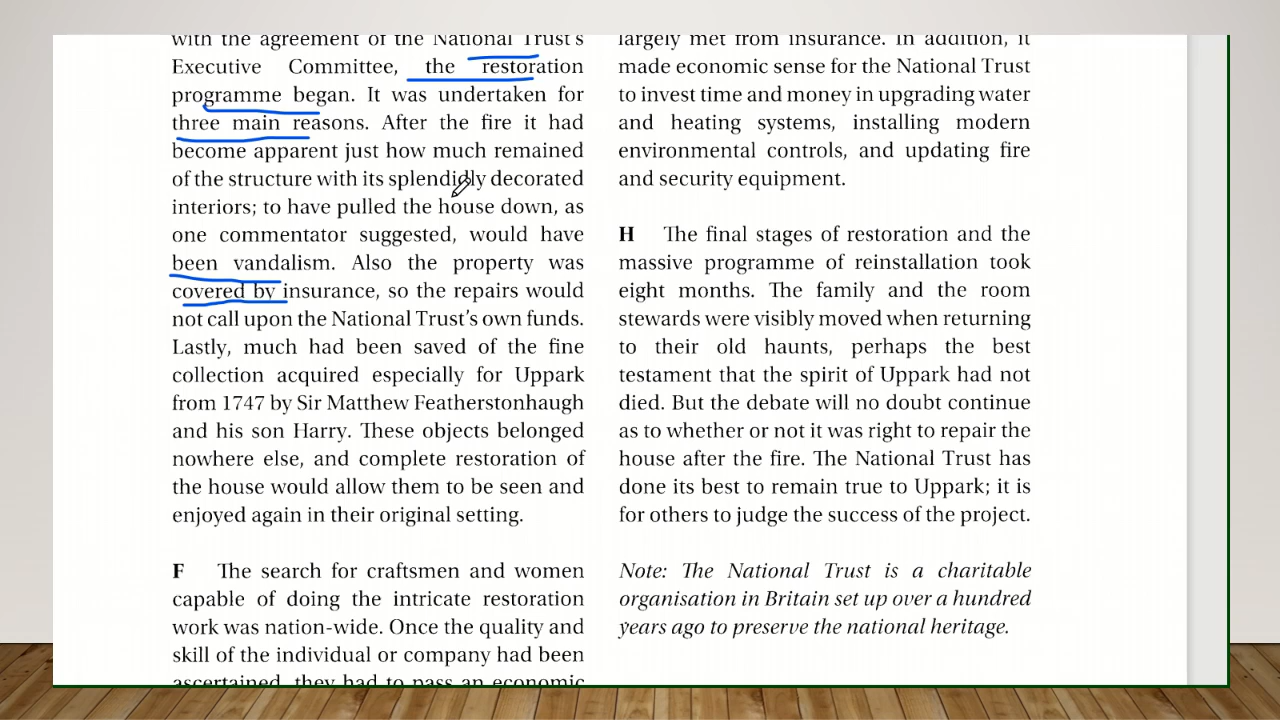 with the agreement of the National Trust's
Executive Committee, the restoration
programme began. It was undertaken for
three main reasons. After the fire it had
become apparent just how much remained
of the structure with its splendidly decorated
interiors; to have pulled the house down, as
one commentator suggested, would have
been vandalism. Also the property was
covered by insurance, so the repairs would
not call upon the National Trust's own funds.
Lastly, much had been saved of the fine
collection acquired especially for Uppark
from 1747 by Sir Matthew Featherstonhaugh
and his son Harry. These objects belonged
nowhere else, and complete restoration of
the house would allow them to be seen and
enjoyed again in their original setting.
F The search for craftsmen and women
capable of doing the intricate restoration
work was nation-wide. Once the quality and
skill of the individual or company had been
ascertained, they had to pass an economic
largely met from insurance. In addition, it
made economic sense for the National Trust
to invest time and money in upgrading water
and heating systems, installing modern
environmental controls, and updating fire
and security equipment.
H The final stages of restoration and the
massive programme of reinstallation took
eight months. The family and the room
stewards were visibly moved when returning
to their old haunts, perhaps the best
testament that the spirit of Uppark had not
died. But the debate will no doubt continue
as to whether or not it was right to repair the
house after the fire. The National Trust has
done its best to remain true to Uppark; it is
for others to judge the success of the project.
Note: The National Trust is a charitable
organisation in Britain set up over a hundred
years ago to preserve the national heritage.